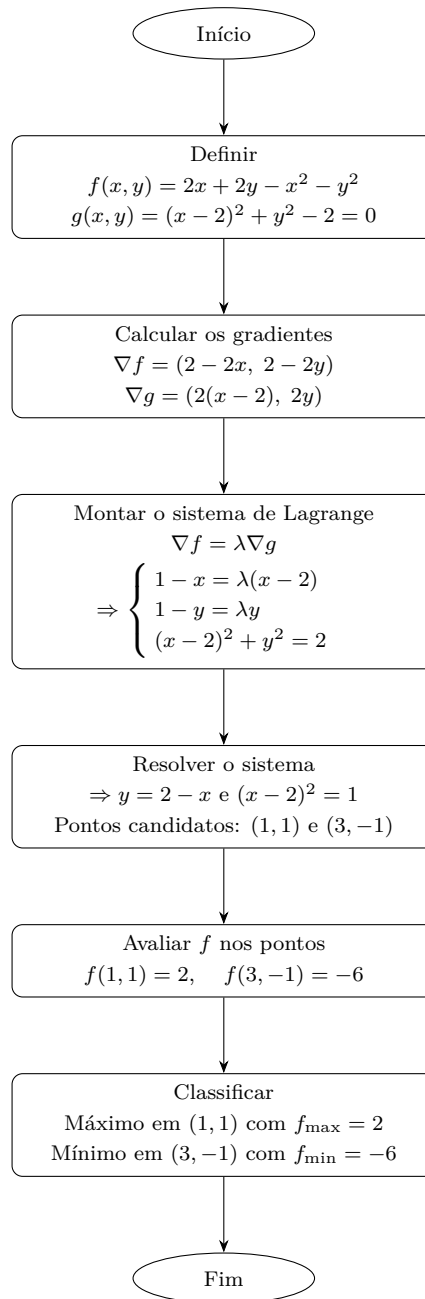 Início
Definir
f(x, y) = 2x + 2y − x² − y²
g(x, y) = (x − 2)² + y² − 2 = 0
Calcular os gradientes
∇f = (2 − 2x, 2 − 2y)
∇g = (2(x − 2), 2y)
Montar o sistema de Lagrange
∇f = λ∇g
⇒ { 1 − x = λ(x − 2)
1 − y = λy
(x − 2)² + y² = 2
Resolver o sistema
⇒ y = 2 − x e (x − 2)² = 1
Pontos candidatos: (1, 1) e (3, −1)
Avaliar f nos pontos
f(1, 1) = 2, f(3, −1) = −6
Classificar
Máximo em (1, 1) com f_max = 2
Mínimo em (3, −1) com f_min = −6
Fim